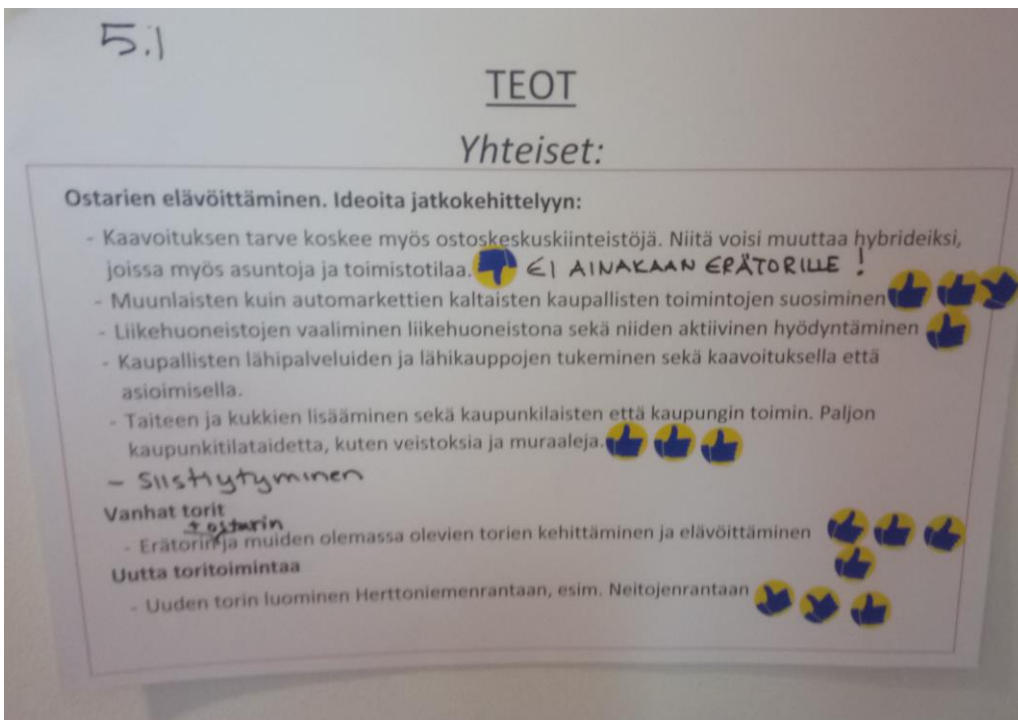 5.1
TEOT
Yhteiset:
Ostarien elävöittäminen. Ideoita jatkokehittelyyn:
- Kaavoituksen tarve koskee myös ostoskeskuskiinteistöjä. Niitä voisi muuttaa hybrideiksi,
joissa myös asuntoja ja toimistotilaa. EI AINAKAAN ERÄTORILLE !
- Muunlaisten kuin automarkettien kaltaisten kaupallisten toimintojen suosiminen
- Liikehuoneistojen vaaliminen liikehuoneistona sekä niiden aktiivinen hyödyntäminen
- Kaupallisten lähipalveluiden ja lähikauppojen tukeminen sekä kaavoituksella että
asioimisella.
- Taiteen ja kukkien lisääminen sekä kaupunkilaisten että kaupungin toimin. Paljon
kaupunkitilataidetta, kuten veistoksia ja muraaleja.
- Siistiytyminen
Vanhat torit
+ ostarin
- Erätorin ja muiden olemassa olevien torien kehittäminen ja elävöittäminen
Uutta toritoimintaa
- Uuden torin luominen Herttoniemenrantaan, esim. Neitojenrantaan